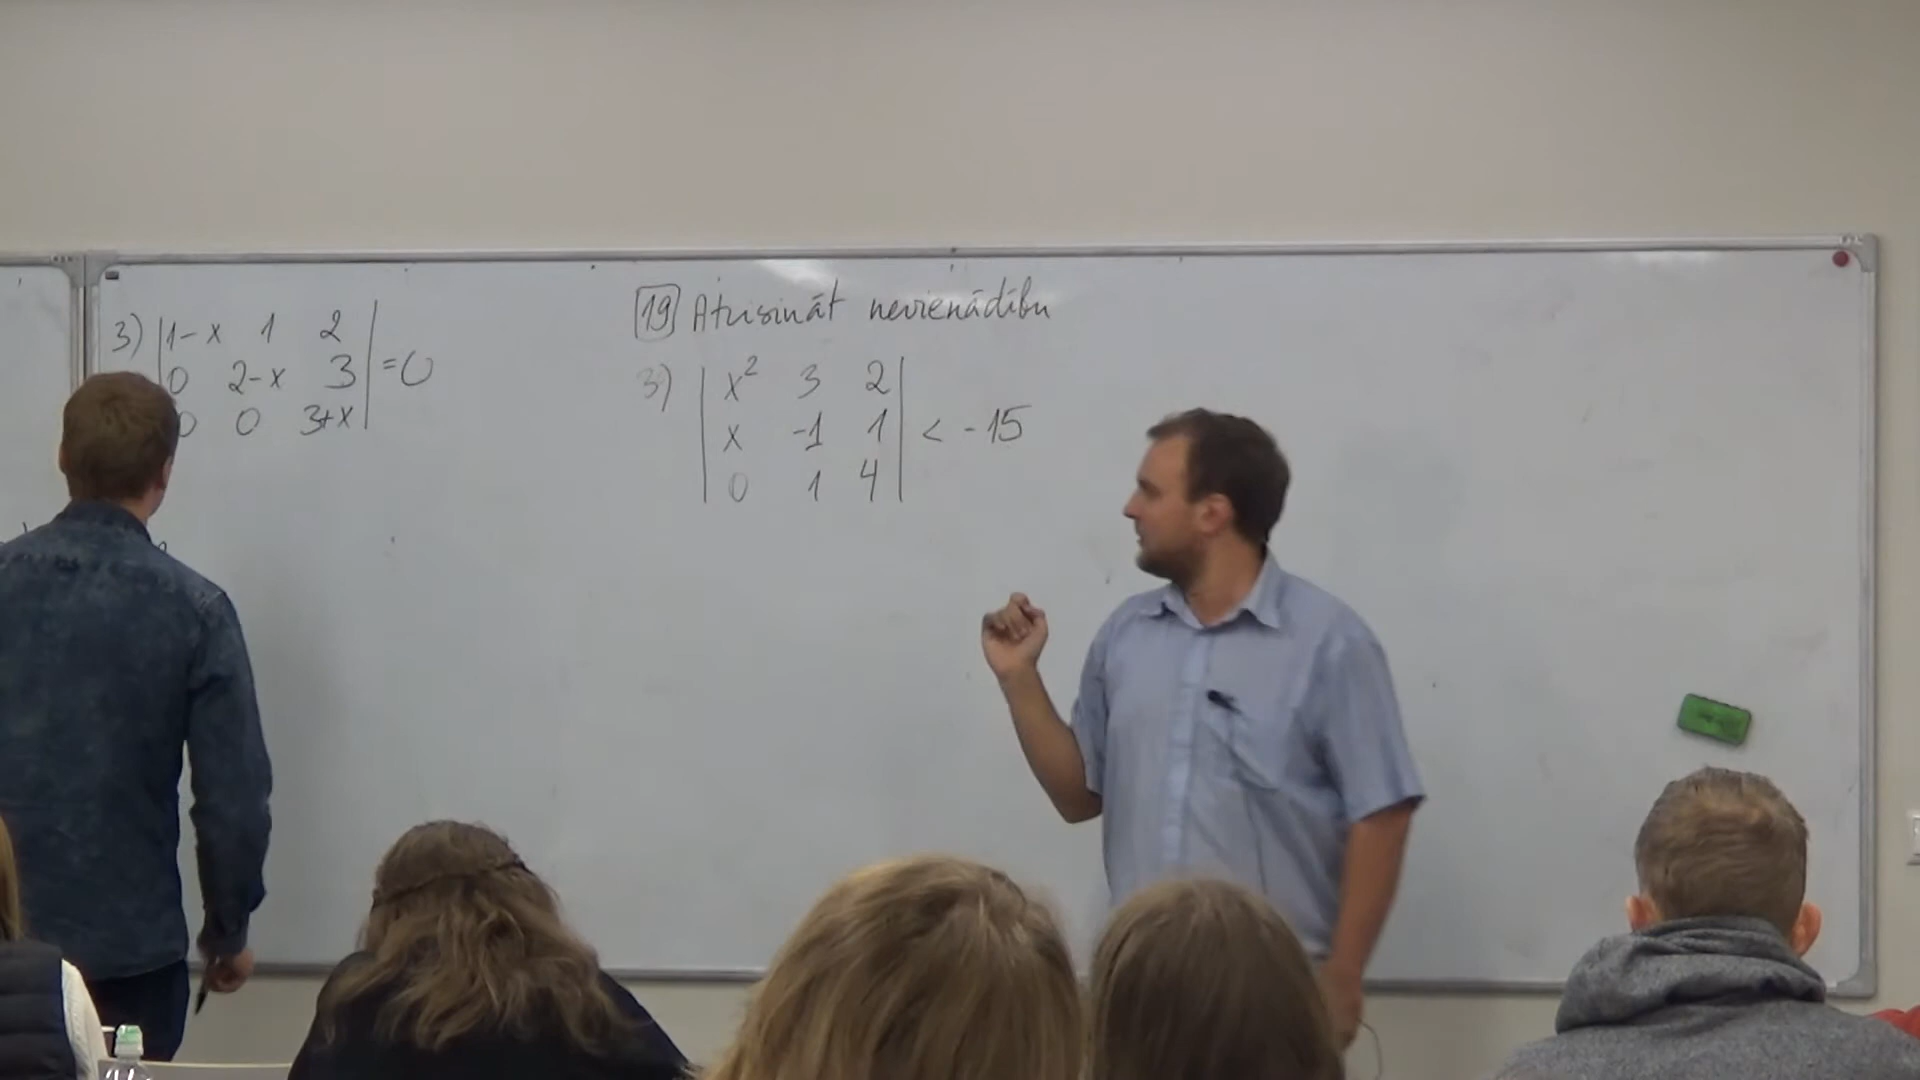 3) |1-x 1 2|
0 2-x 3 =0
0 0 3+x
19 Atrisināt nevienādību
3) |x² 3 2|
x -1 1 < -15
0 1 4